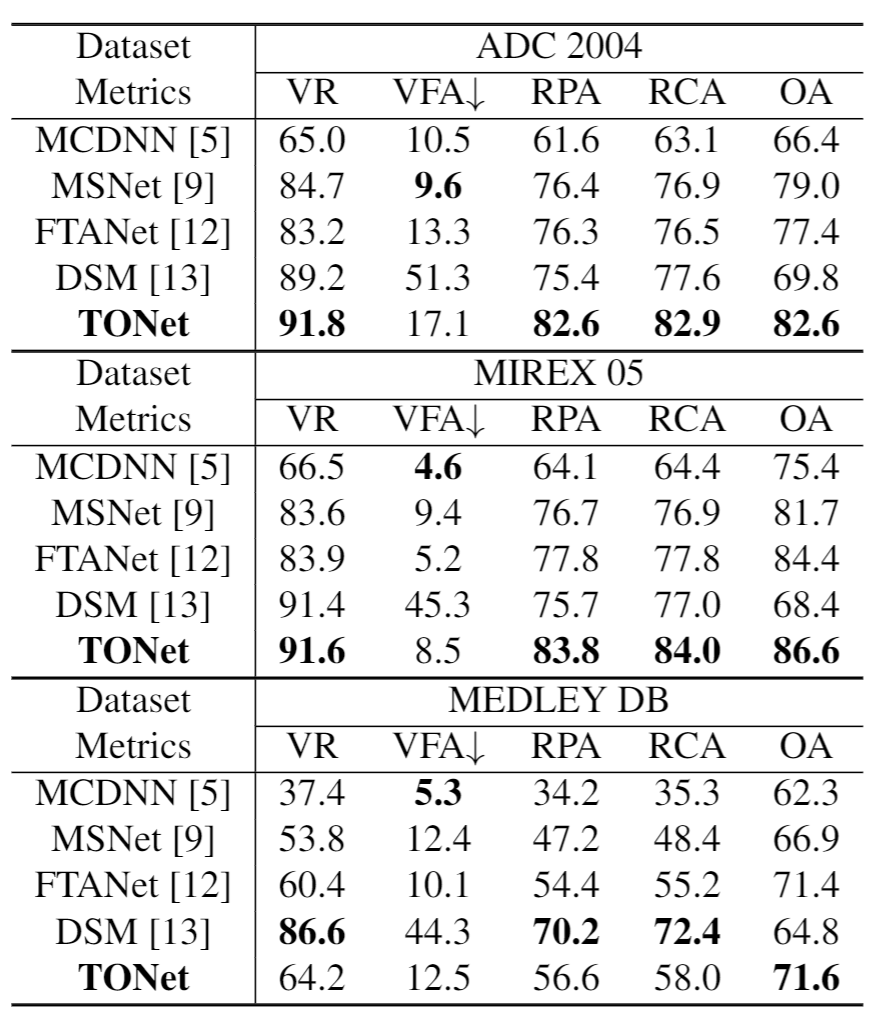 Dataset ADC 2004
Metrics VR VFA↓ RPA RCA OA
MCDNN [5] 65.0 10.5 61.6 63.1 66.4
MSNet [9] 84.7 9.6 76.4 76.9 79.0
FTANet [12] 83.2 13.3 76.3 76.5 77.4
DSM [13] 89.2 51.3 75.4 77.6 69.8
TONet 91.8 17.1 82.6 82.9 82.6
Dataset MIREX 05
Metrics VR VFA↓ RPA RCA OA
MCDNN [5] 66.5 4.6 64.1 64.4 75.4
MSNet [9] 83.6 9.4 76.7 76.9 81.7
FTANet [12] 83.9 5.2 77.8 77.8 84.4
DSM [13] 91.4 45.3 75.7 77.0 68.4
TONet 91.6 8.5 83.8 84.0 86.6
Dataset MEDLEY DB
Metrics VR VFA↓ RPA RCA OA
MCDNN [5] 37.4 5.3 34.2 35.3 62.3
MSNet [9] 53.8 12.4 47.2 48.4 66.9
FTANet [12] 60.4 10.1 54.4 55.2 71.4
DSM [13] 86.6 44.3 70.2 72.4 64.8
TONet 64.2 12.5 56.6 58.0 71.6